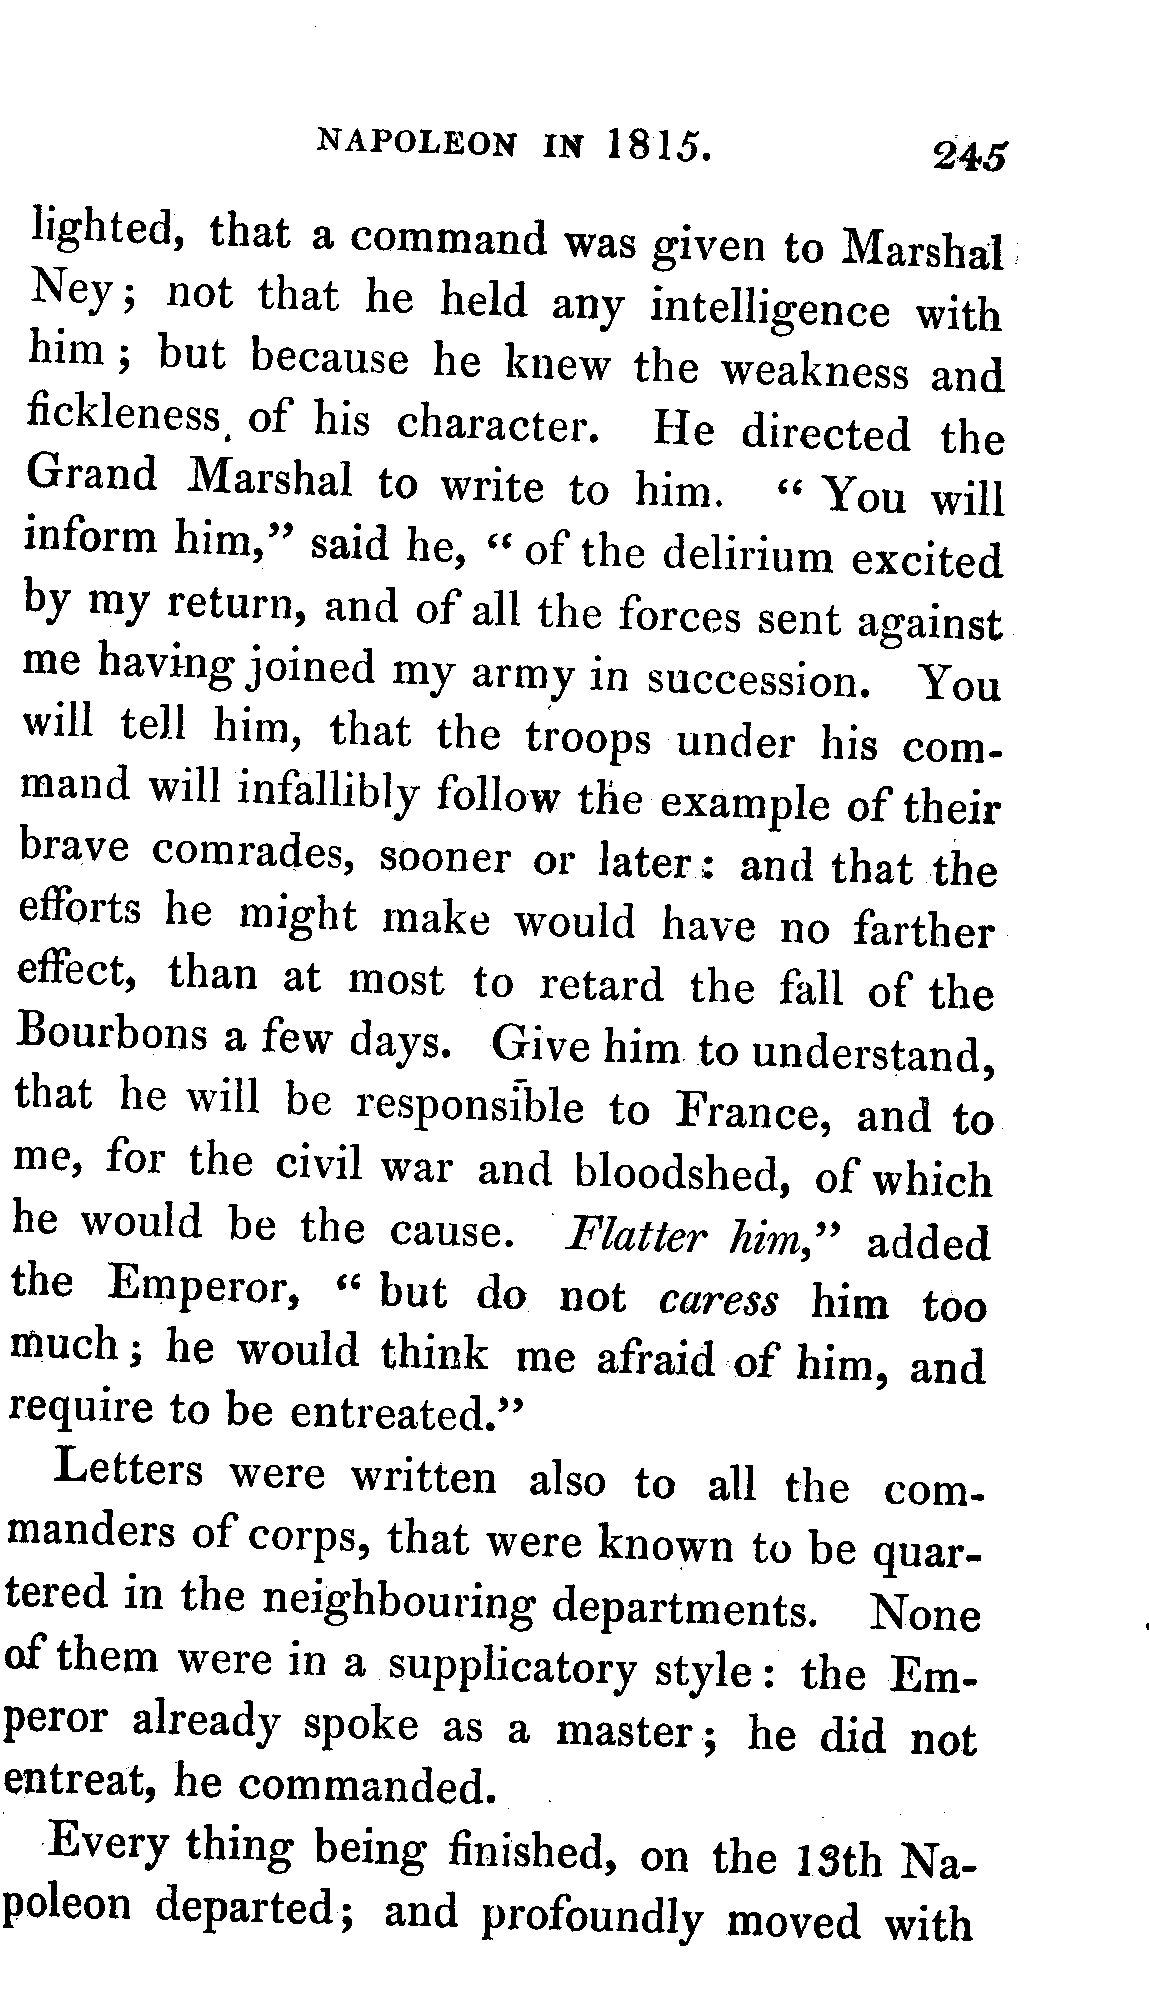 NAPOLEON IN 1815. 245
lighted, that a command was given to Marshal
Ney; not that he held any intelligence with
him; but because he knew the weakness and
fickleness of his character. He directed the
Grand Marshal to write to him. “ You will
inform him,” said he, “ of the delirium excited
by my return, and of all the forces sent against
me having joined my army in succession. You
will tell him, that the troops under his com-
mand will infallibly follow the example of their
brave comrades, sooner or later: and that the
efforts he might make would have no farther
effect, than at most to retard the fall of the
Bourbons a few days. Give him to understand,
that he will be responsible to France, and to
me, for the civil war and bloodshed, of which
he would be the cause. Flatter him,” added
the Emperor, “ but do not caress him too
much; he would think me afraid of him, and
require to be entreated.”
Letters were written also to all the com-
manders of corps, that were known to be quar-
tered in the neighbouring departments. None
of them were in a supplicatory style: the Em-
peror already spoke as a master; he did not
entreat, he commanded.
Every thing being finished, on the 13th Na-
poleon departed; and profoundly moved with